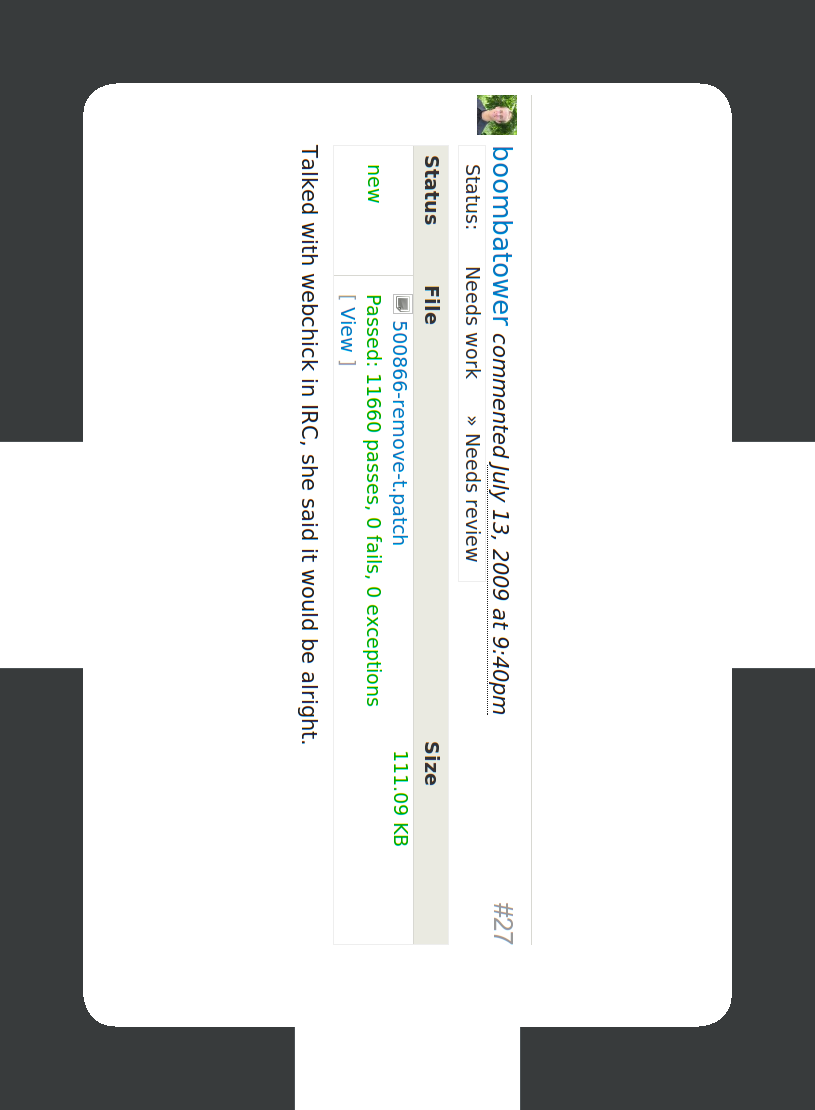 boombatower commented July 13, 2009 at 9:40pm #27
Status: Needs work » Needs review
Status File Size
500866-remove-t.patch 111.09 KB
new Passed: 11660 passes, 0 fails, 0 exceptions
[ View ]
Talked with webchick in IRC, she said it would be alright.